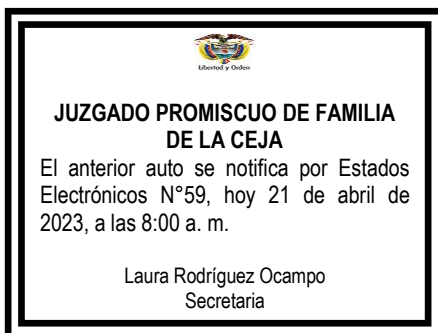 Libertad y Orden
JUZGADO PROMISCUO DE FAMILIA
DE LA CEJA
El anterior auto se notifica por Estados
Electrónicos N°59, hoy 21 de abril de
2023, a las 8:00 a. m.
Laura Rodríguez Ocampo
Secretaria